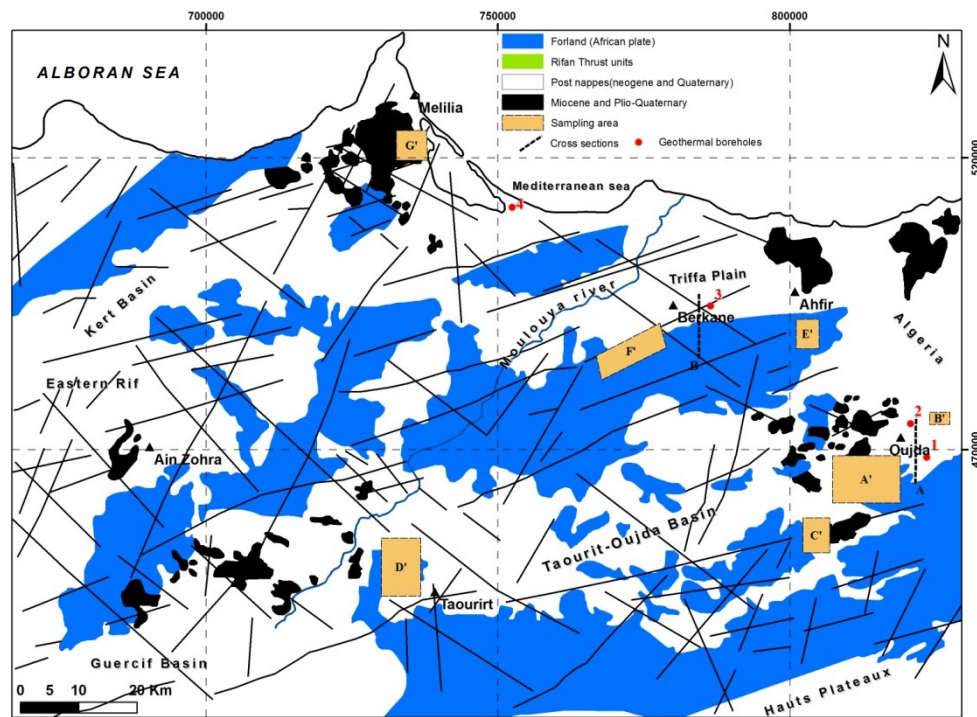 700000
750000
800000
N
ALBORAN SEA
Forland (African plate)
Rifan Thrust units
Post nappes(neogene and Quaternary)
Miocene and Plio-Quaternary
Sampling area
Cross sections
Geothermal boreholes
Melilia
G'
520000
Mediterranean sea
4
Kert Basin
Moulouya river
Triffa Plain
3
Berkane
Ahfir
E'
F'
B
Algeria
Eastern Rif
Ain Zohra
2
B'
Oujda
1
47000
A'
A
C'
Taourit-Oujda Basin
D'
Taourirt
Guercif Basin
0 5 10 20 Km
Hauts Plateaux